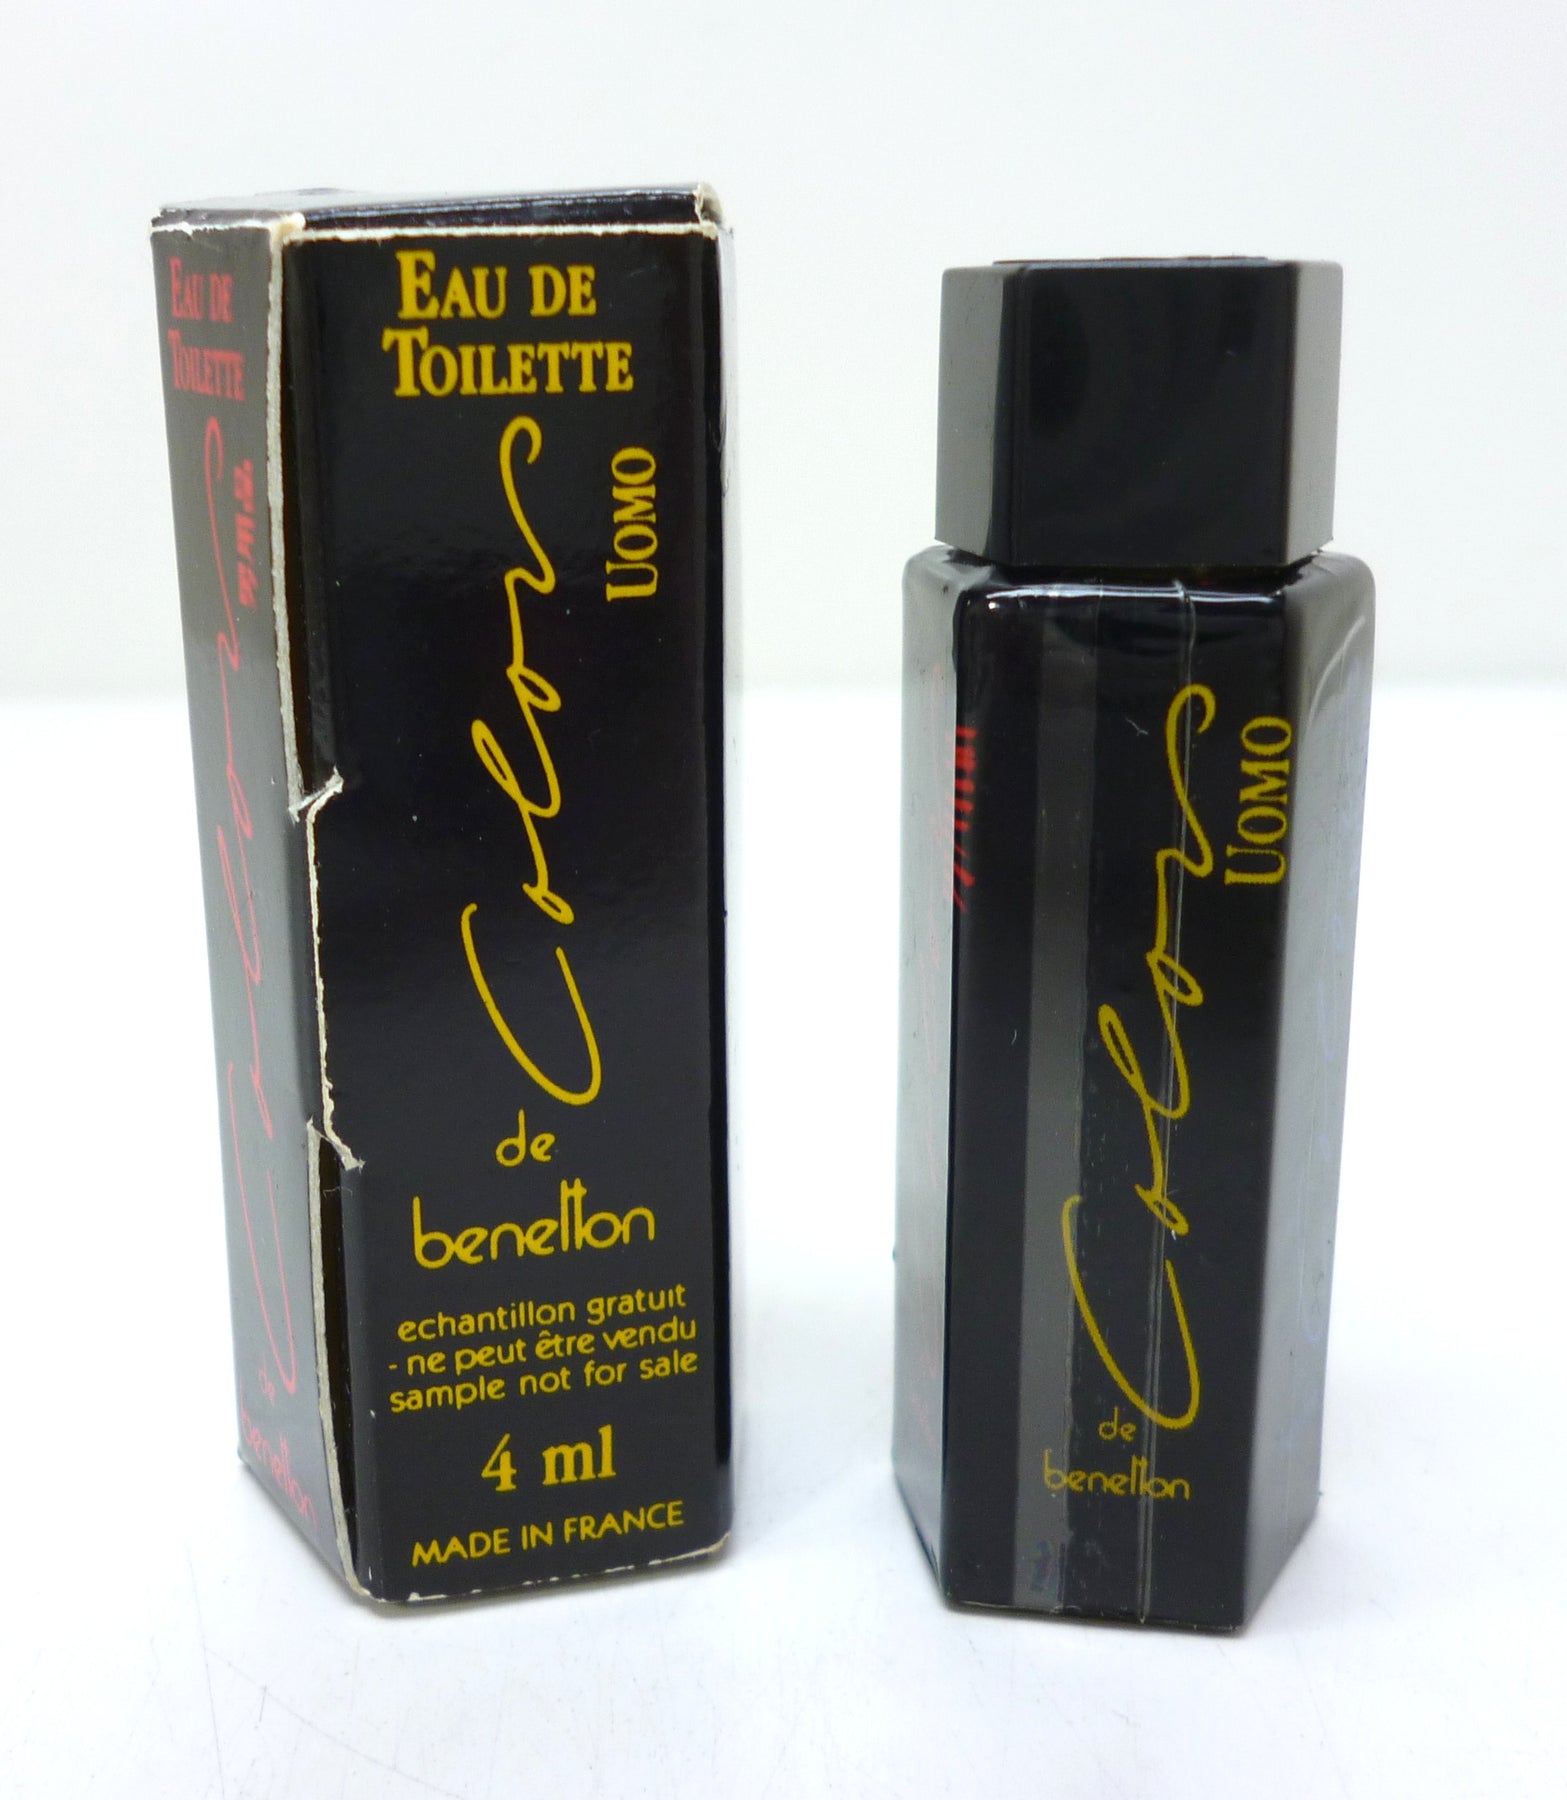 EAU DE
TOILETTE
Colors
de
benetton
EAU DE
TOILETTE
Colors
UOMO
de
benetton
echantillon gratuit
- ne peut être vendu
sample not for sale
4 ml
MADE IN FRANCE
Colors
UOMO
de
benetton